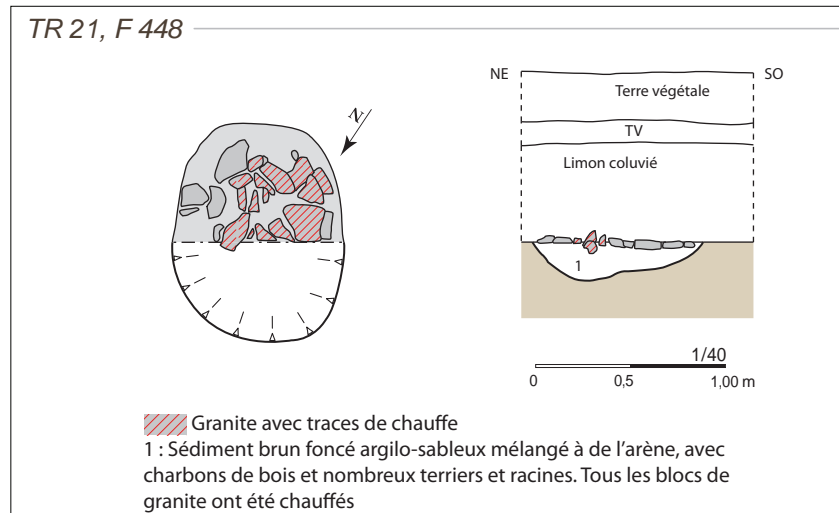 TR 21, F 448
N
NE
SO
Terre végétale
TV
Limon coluvié
1
1/40
0
0,5
1,00 m
Granite avec traces de chauffe
1 : Sédiment brun foncé argilo-sableux mélangé à de l’arène, avec
charbons de bois et nombreux terriers et racines. Tous les blocs de
granite ont été chauffés